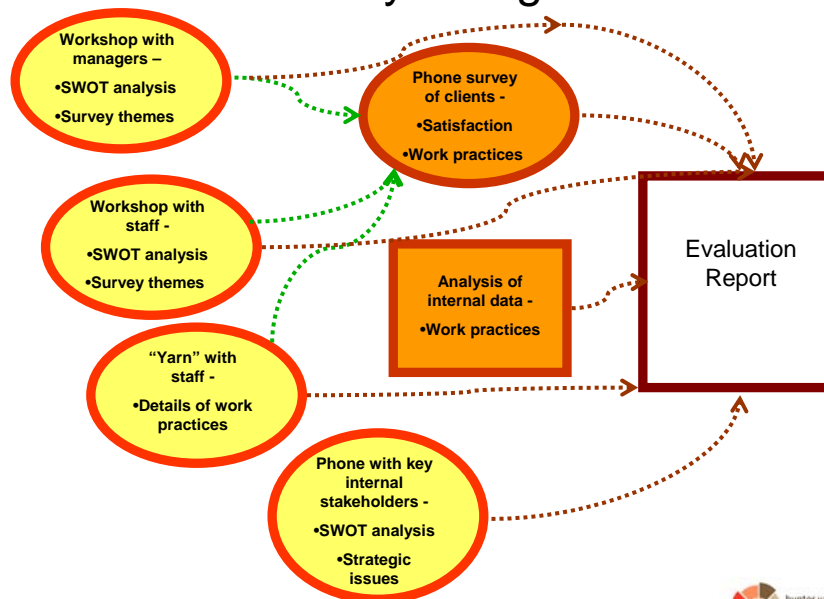 Workshop with
managers –
•SWOT analysis
•Survey themes
Phone survey
of clients -
•Satisfaction
•Work practices
Workshop with
staff -
•SWOT analysis
•Survey themes
Analysis of
internal data -
•Work practices
Evaluation
Report
“Yarn” with
staff -
•Details of work
practices
Phone with key
internal
stakeholders -
•SWOT analysis
•Strategic
issues